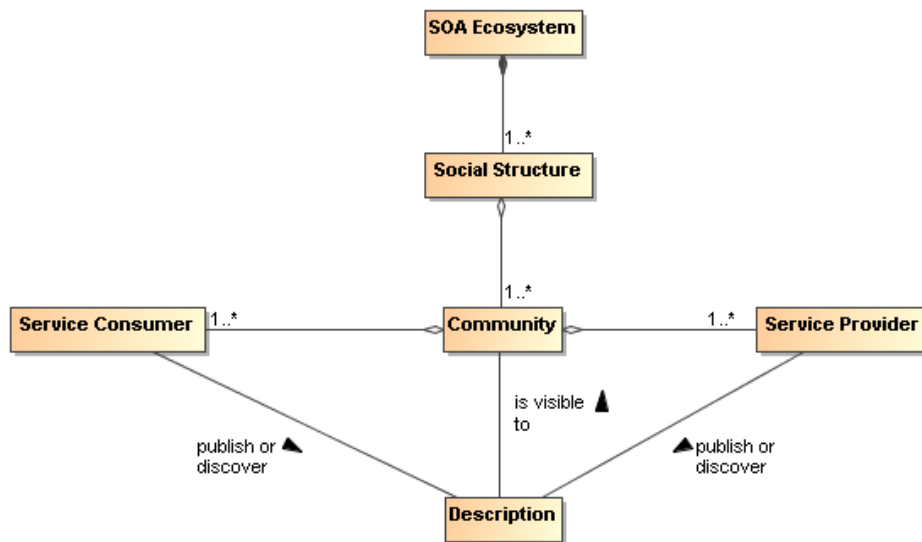 SOA Ecosystem
1..*
Social Structure
1..*
Service Consumer
1..*
Community
1..*
Service Provider
is visible
to
publish or
discover
publish or
discover
Description